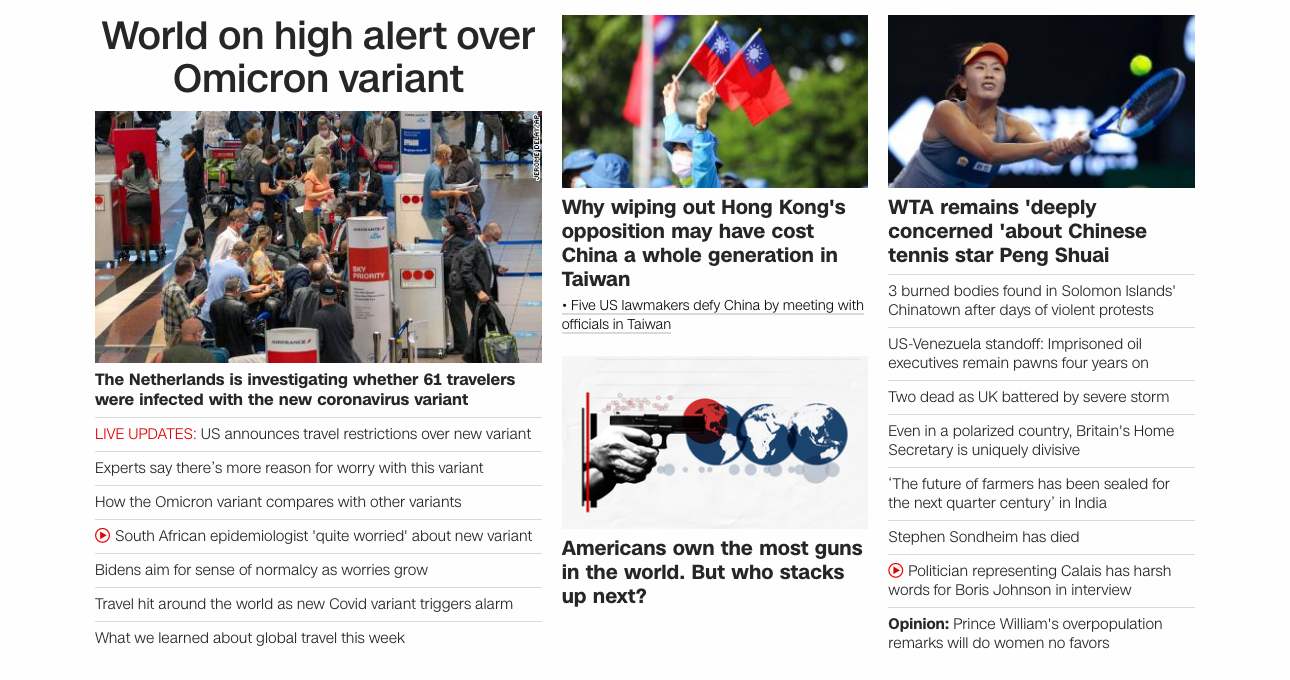 World on high alert over
Omicron variant
JEROME DELAY/AP
AIRFRANCE
SKY
PRIORITY
AIRFRANCE
The Netherlands is investigating whether 61 travelers
were infected with the new coronavirus variant
LIVE UPDATES: US announces travel restrictions over new variant
Experts say there’s more reason for worry with this variant
How the Omicron variant compares with other variants
South African epidemiologist 'quite worried' about new variant
Bidens aim for sense of normalcy as worries grow
Travel hit around the world as new Covid variant triggers alarm
What we learned about global travel this week
Why wiping out Hong Kong's
opposition may have cost
China a whole generation in
Taiwan
• Five US lawmakers defy China by meeting with
officials in Taiwan
Americans own the most guns
in the world. But who stacks
up next?
WTA remains 'deeply
concerned 'about Chinese
tennis star Peng Shuai
3 burned bodies found in Solomon Islands'
Chinatown after days of violent protests
US-Venezuela standoff: Imprisoned oil
executives remain pawns four years on
Two dead as UK battered by severe storm
Even in a polarized country, Britain's Home
Secretary is uniquely divisive
‘The future of farmers has been sealed for
the next quarter century’ in India
Stephen Sondheim has died
Politician representing Calais has harsh
words for Boris Johnson in interview
Opinion: Prince William's overpopulation
remarks will do women no favors